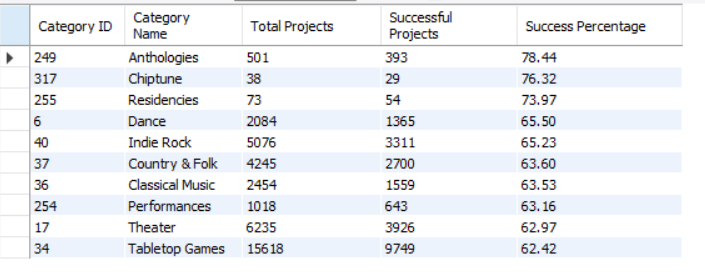 Category ID Category Name Total Projects Successful Projects Success Percentage
249 Anthologies 501 393 78.44
317 Chiptune 38 29 76.32
255 Residencies 73 54 73.97
6 Dance 2084 1365 65.50
40 Indie Rock 5076 3311 65.23
37 Country & Folk 4245 2700 63.60
36 Classical Music 2454 1559 63.53
254 Performances 1018 643 63.16
17 Theater 6235 3926 62.97
34 Tabletop Games 15618 9749 62.42